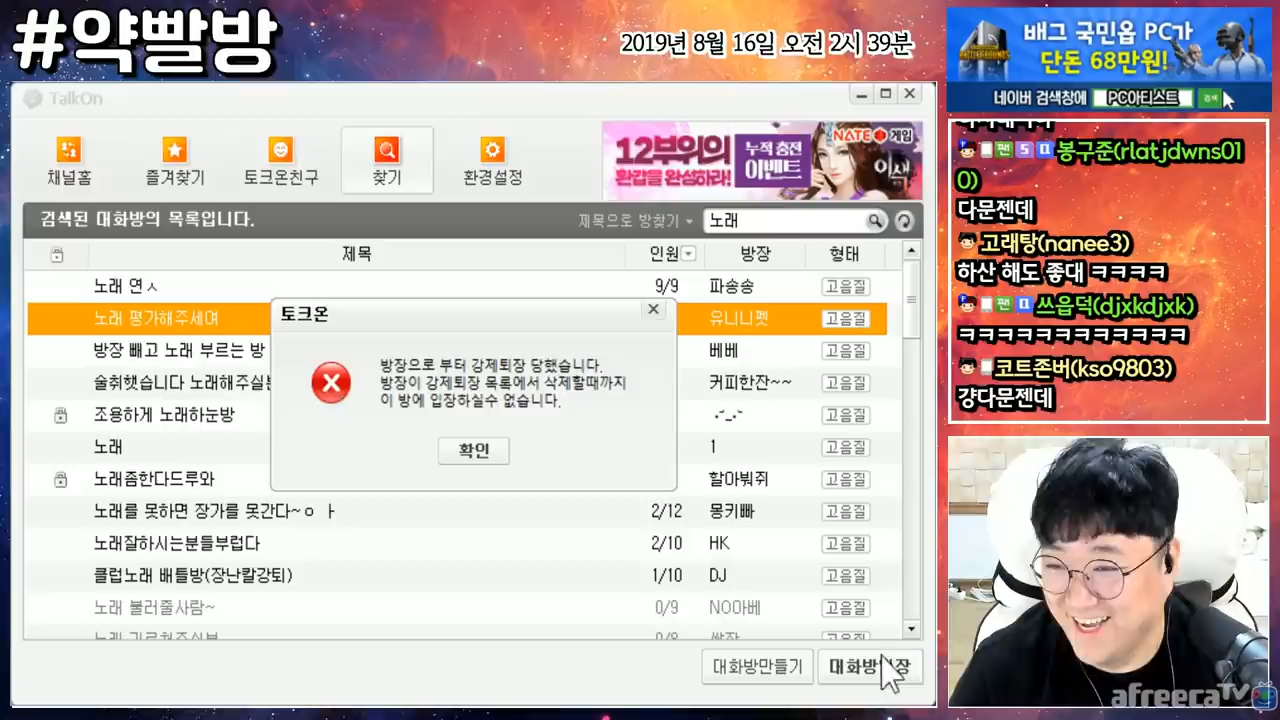 #약빨방
2019년 8월 16일 오전 2시 39분
배그 국민옵 PC가
단돈 68만원!
BATTLEGROUNDS
네이버 검색창에 PC아티스트 검색
TalkOn
채널홈 즐겨찾기 토크온친구 찾기 환경설정
12부위의
환갑을 완성하라!
누적 충전
이벤트
NATE 게임
검색된 대화방의 목록입니다.
제목으로 방찾기 노래
제목 인원 방장 형태
노래 연ㅅ 9/9 파송송 고음질
노래 평가해주세여 유니니펫 고음질
방장 빼고 노래 부르는 방 베베 고음질
술취했습니다 노래해주실 커피한잔~~ 고음질
조용하게 노래하눈방 -_- 고음질
노래 1 고음질
노래좀한다드루와 할아붜쥐 고음질
노래를 못하면 장가를 못간다~ㅇ ㅏ 2/12 몽키빠 고음질
노래잘하시는분들부럽다 2/10 HK 고음질
클럽노래 배틀방(장난칼강퇴) 1/10 DJ 고음질
노래 불러줄사람~ 0/9 NO아베 고음질
토크온
방장으로 부터 강제퇴장 당했습니다.
방장이 강제퇴장 목록에서 삭제할때까지
이 방에 입장하실수 없습니다.
확인
대화방만들기 대화방입장
팬 5 봉구준(rlatjdwns01
0)
다문젠데
고래탕(nanee3)
하산 해도 좋대 ㅋㅋㅋㅋ
팬 쓰읍덕(djxkdjxk)
ㅋㅋㅋㅋㅋㅋㅋㅋㅋㅋㅋㅋ
코트존버(kso9803)
걍다문젠데
afreecaTV